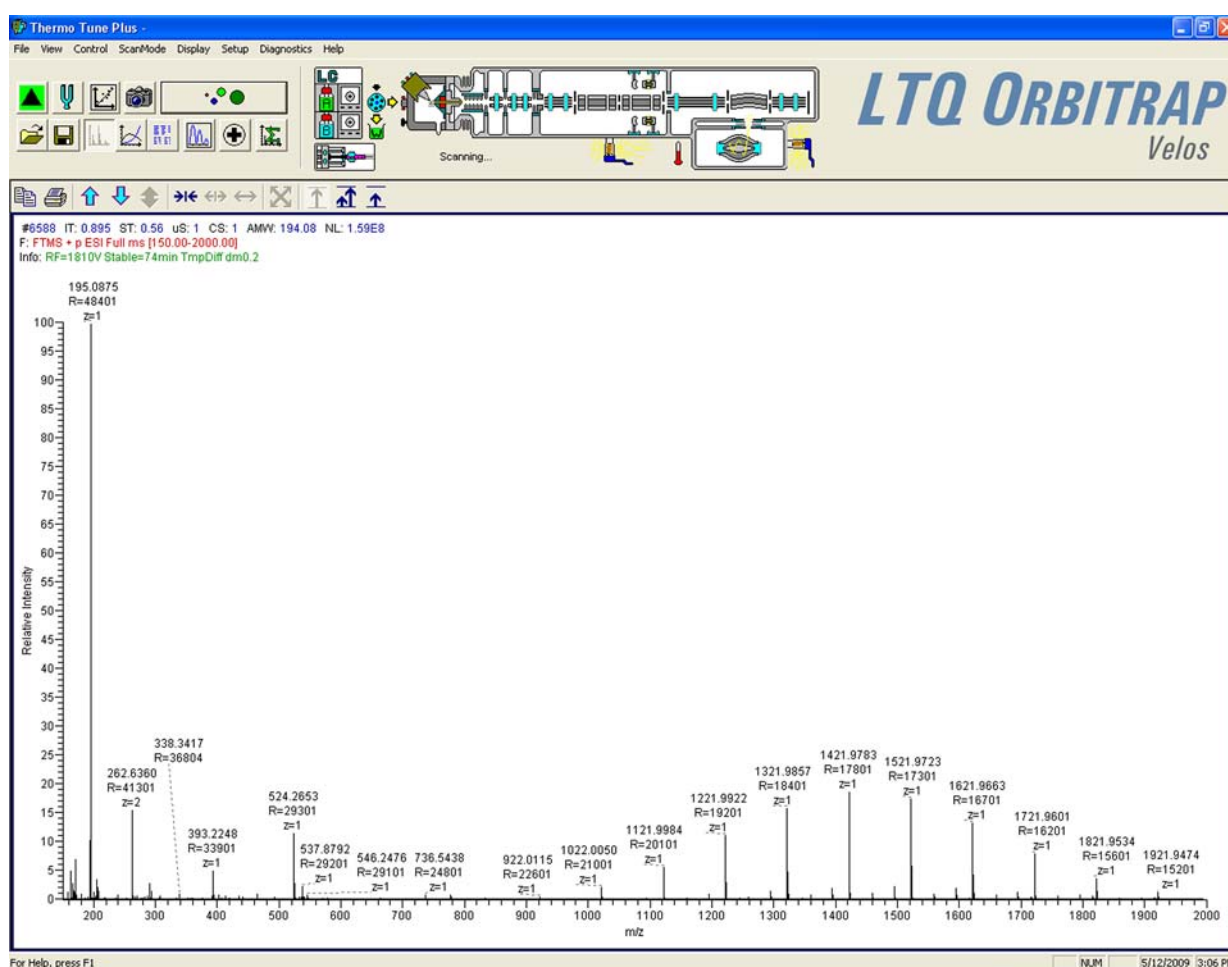 Thermo Tune Plus -
File View Control ScanMode Display Setup Diagnostics Help
LC
A
B
Scanning...
LTQ ORBITRAP
Velos
#6588 IT: 0.895 ST: 0.56 uS: 1 CS: 1 AMW: 194.08 NL: 1.59E8
F: FTMS + p ESI Full ms [150.00-2000.00]
Info: RF=1810V Stable=74min TmpDiff dm0.2
195.0875
R=48401
z=1
262.6360
R=41301
z=2
338.3417
R=36804
393.2248
R=33901
z=1
524.2653
R=29301
z=1
537.8792
R=29201
z=1
546.2476
R=29101
z=1
736.5438
R=24801
z=1
922.0115
R=22601
z=1
1022.0050
R=21001
z=1
1121.9984
R=20101
z=1
1221.9922
R=19201
z=1
1321.9857
R=18401
z=1
1421.9783
R=17801
z=1
1521.9723
R=17301
z=1
1621.9663
R=16701
z=1
1721.9601
R=16201
z=1
1821.9534
R=15601
z=1
1921.9474
R=15201
z=1
Relative Intensity
100
95
90
85
80
75
70
65
60
55
50
45
40
35
30
25
20
15
10
5
0
200 300 400 500 600 700 800 900 1000 1100 1200 1300 1400 1500 1600 1700 1800 1900 2000
m/z
For Help, press F1
NUM
5/12/2009 3:06